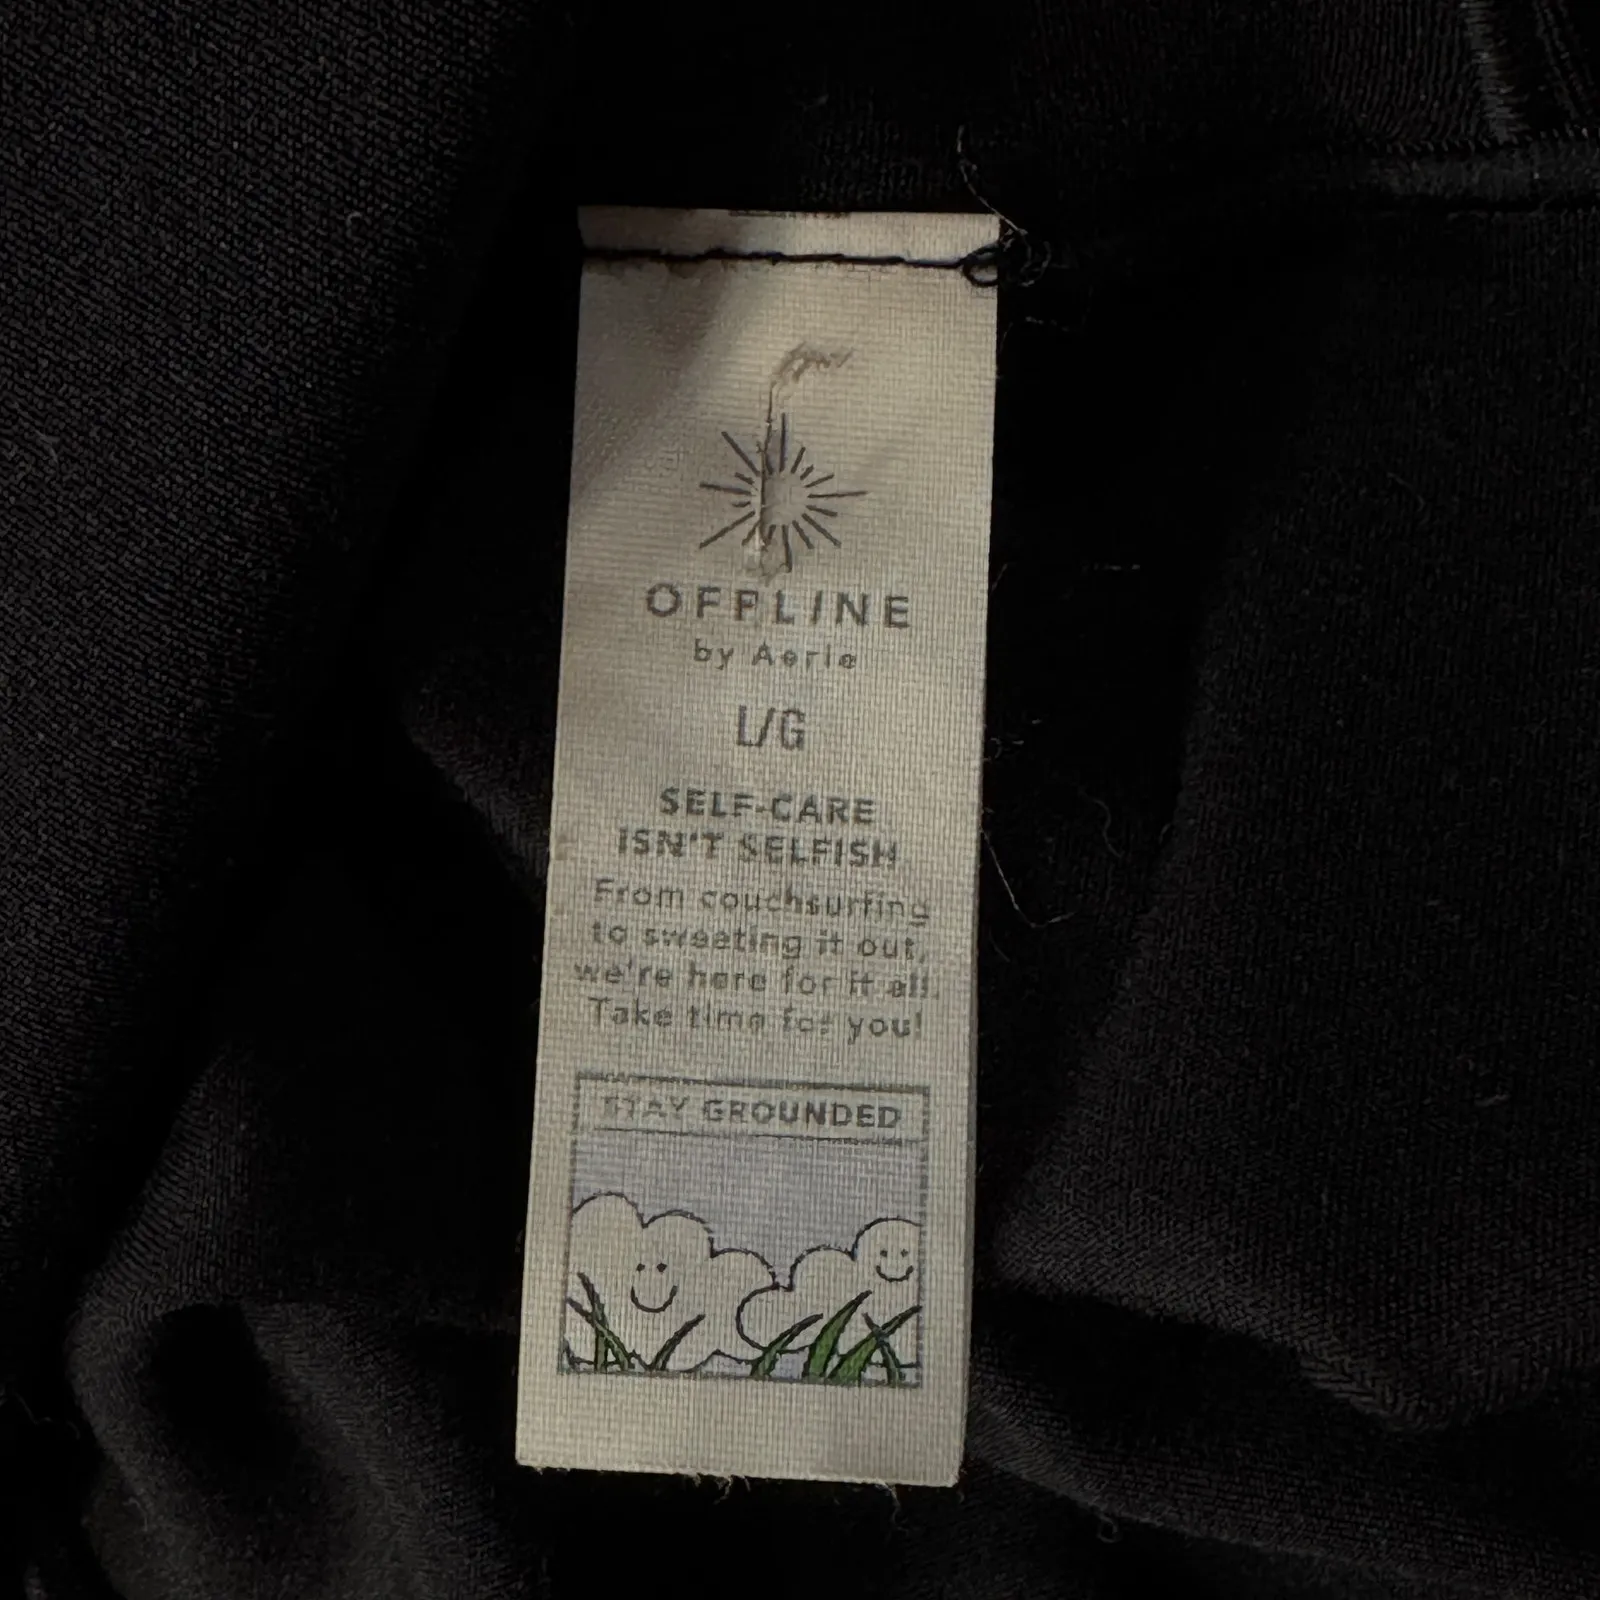 OFFLINE
by Aerie
L/G
SELF-CARE
ISN'T SELFISH
From couchsurfing
to sweating it out,
we're here for it all.
Take time for you!
STAY GROUNDED